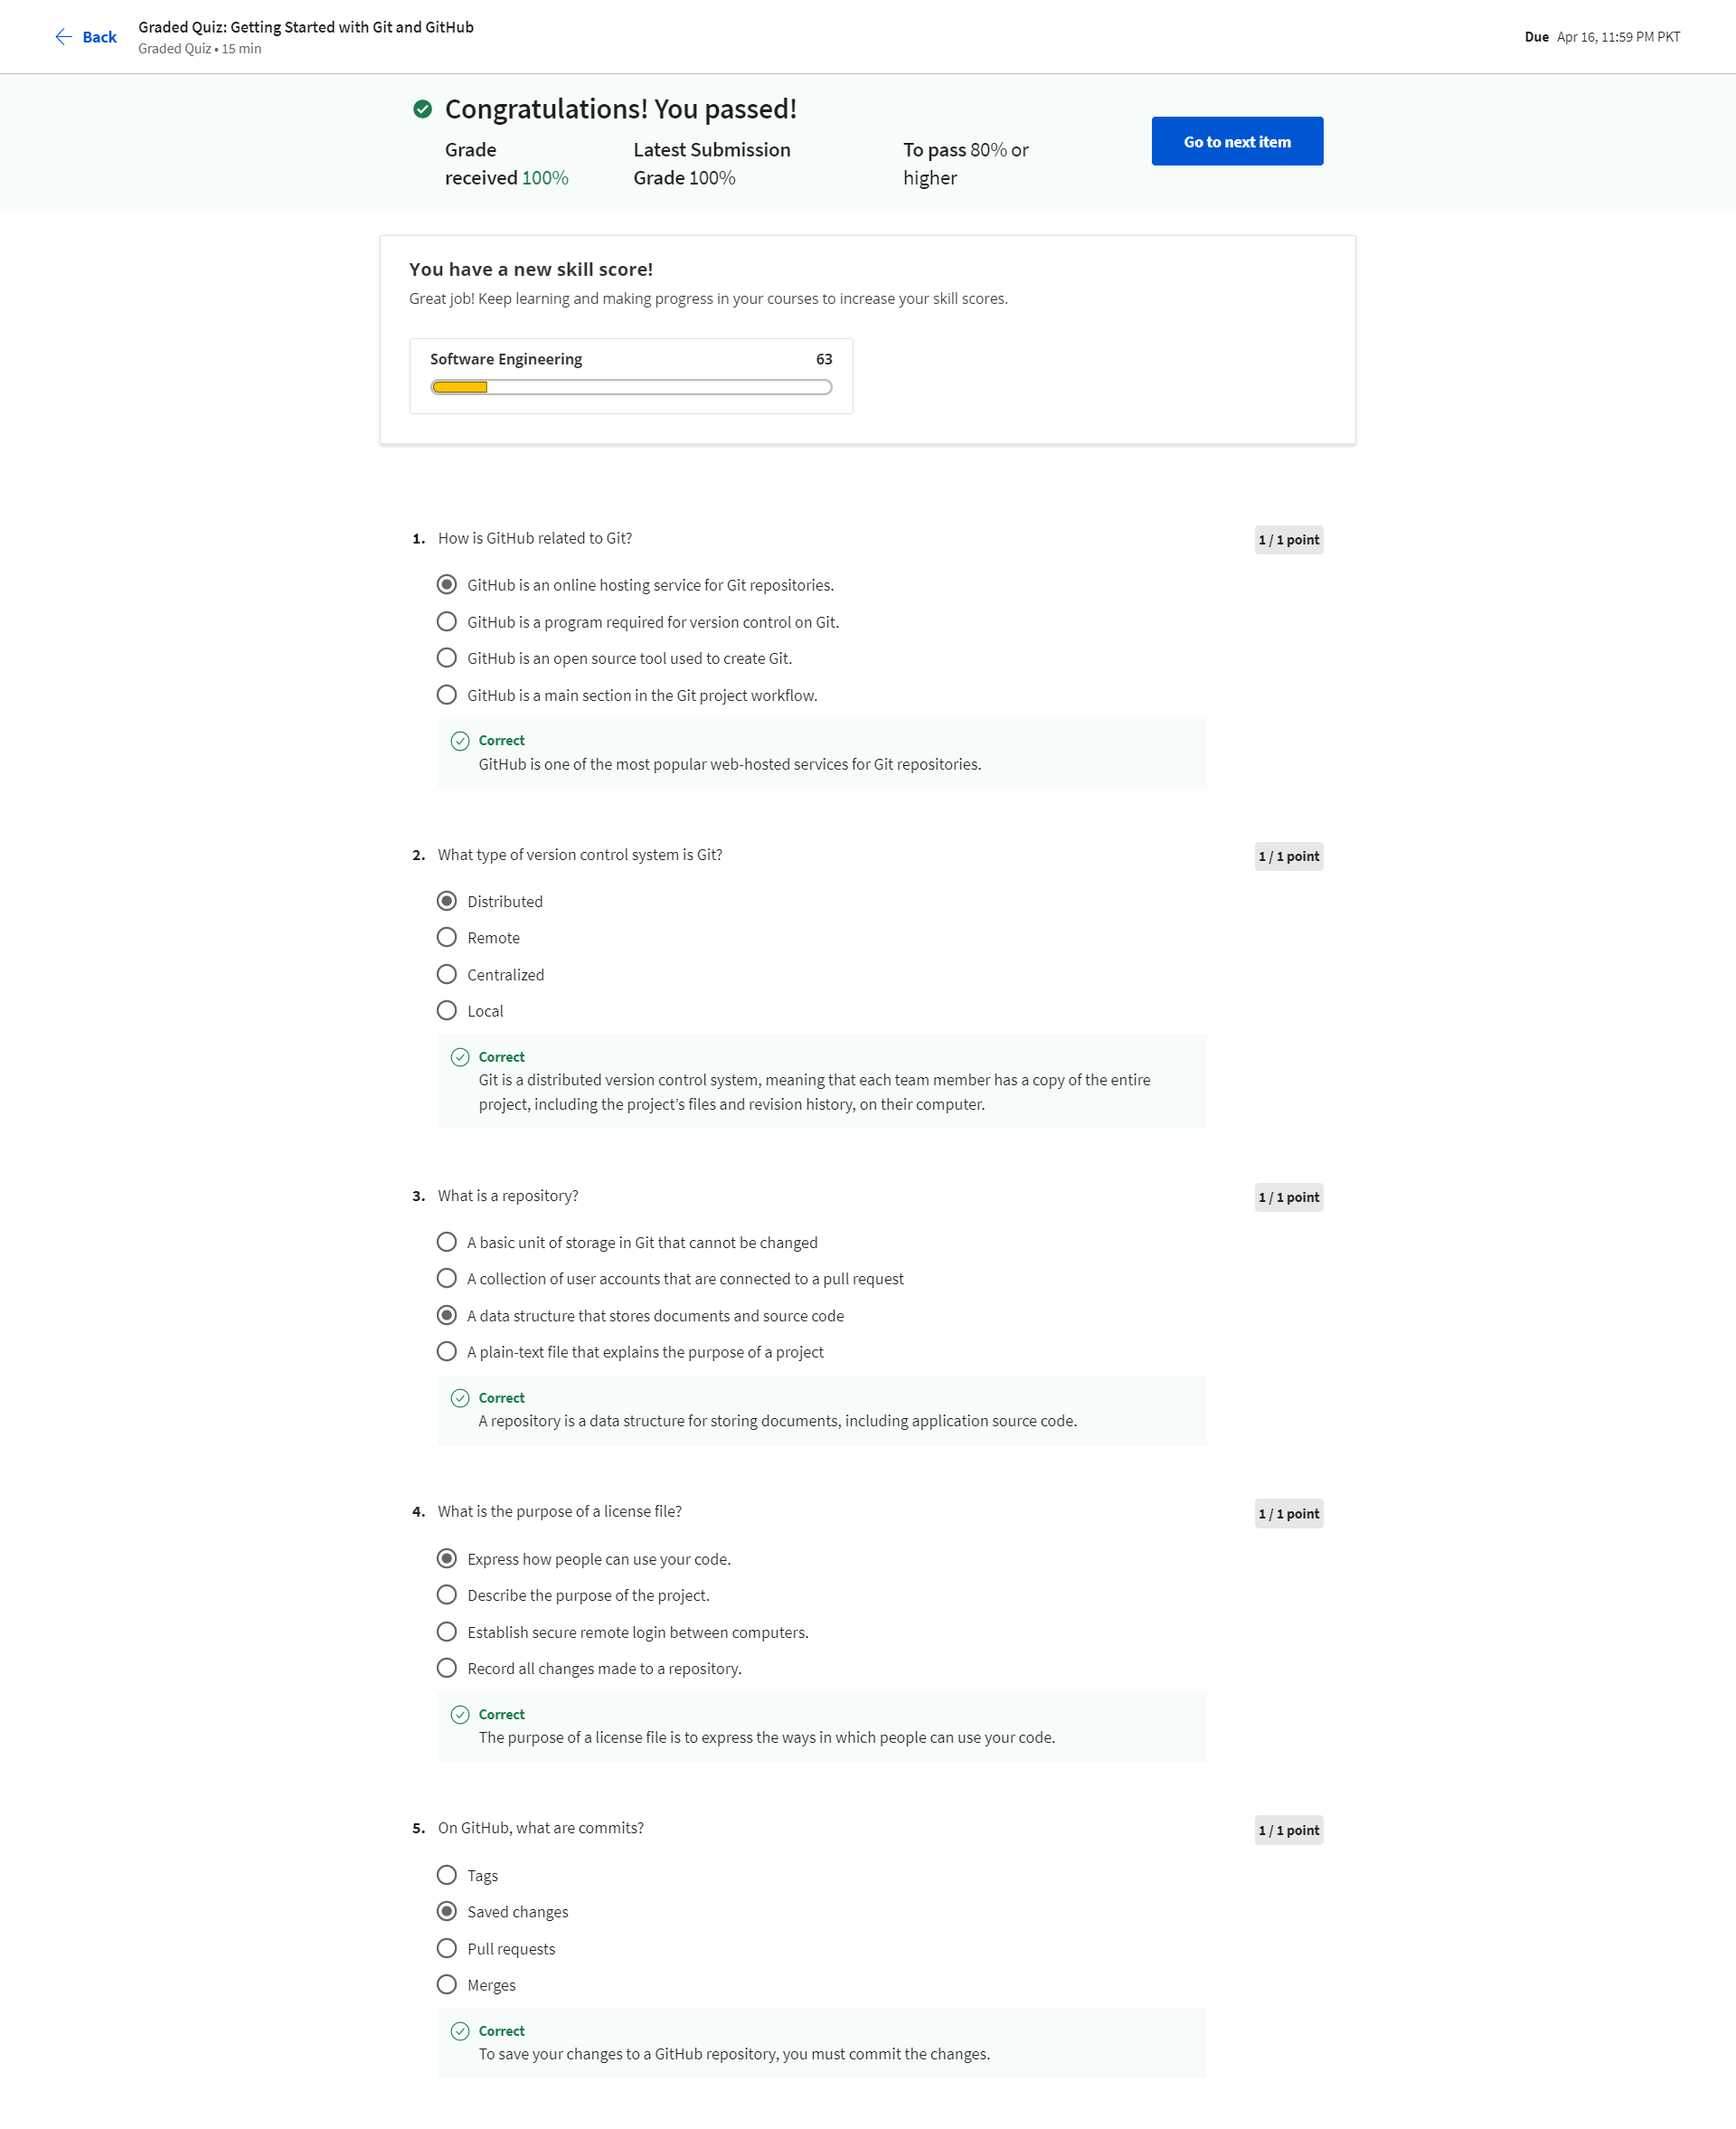 Back
Graded Quiz: Getting Started with Git and GitHub
Graded Quiz • 15 min
Due Apr 16, 11:59 PM PKT
Congratulations! You passed!
Grade
received 100%
Latest Submission
Grade 100%
To pass 80% or
higher
Go to next item
You have a new skill score!
Great job! Keep learning and making progress in your courses to increase your skill scores.
Software Engineering 63
1. How is GitHub related to Git?
1 / 1 point
GitHub is an online hosting service for Git repositories.
GitHub is a program required for version control on Git.
GitHub is an open source tool used to create Git.
GitHub is a main section in the Git project workflow.
Correct
GitHub is one of the most popular web-hosted services for Git repositories.
2. What type of version control system is Git?
1 / 1 point
Distributed
Remote
Centralized
Local
Correct
Git is a distributed version control system, meaning that each team member has a copy of the entire
project, including the project’s files and revision history, on their computer.
3. What is a repository?
1 / 1 point
A basic unit of storage in Git that cannot be changed
A collection of user accounts that are connected to a pull request
A data structure that stores documents and source code
A plain-text file that explains the purpose of a project
Correct
A repository is a data structure for storing documents, including application source code.
4. What is the purpose of a license file?
1 / 1 point
Express how people can use your code.
Describe the purpose of the project.
Establish secure remote login between computers.
Record all changes made to a repository.
Correct
The purpose of a license file is to express the ways in which people can use your code.
5. On GitHub, what are commits?
1 / 1 point
Tags
Saved changes
Pull requests
Merges
Correct
To save your changes to a GitHub repository, you must commit the changes.